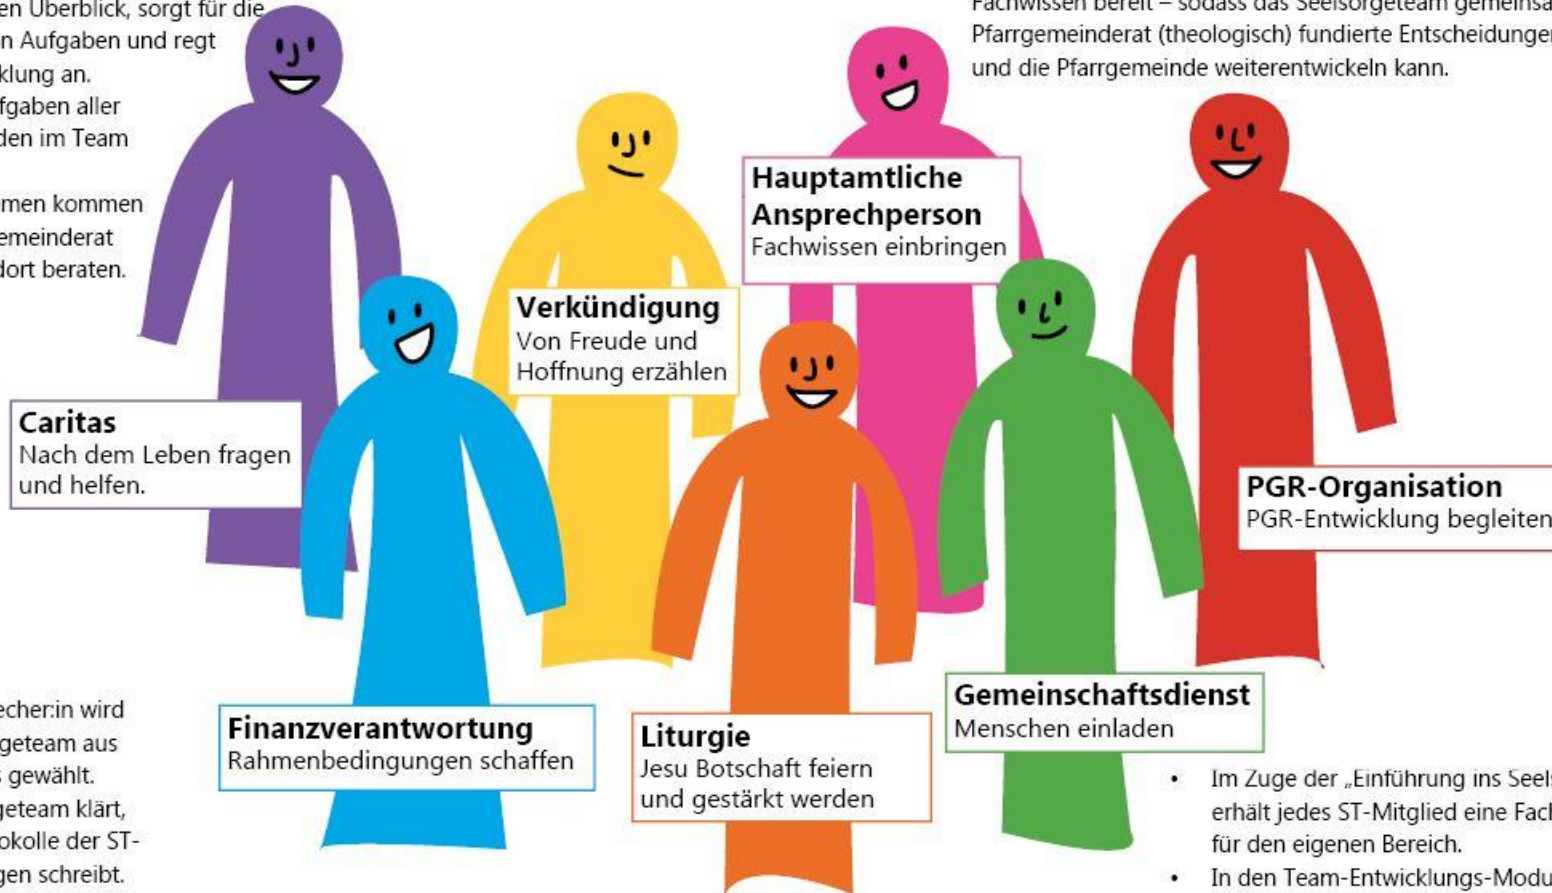 en Überblick, sorgt für die
n Aufgaben und regt
klung an.
fgaben aller
den im Team
men kommen
emeinderat
dort beraten.
Fachwissen bereit – sodass das Seelsorgeteam gemeinsa
Pfarrgemeinderat (theologisch) fundierte Entscheidunge
und die Pfarrgemeinde weiterentwickeln kann.
Hauptamtliche
Ansprechperson
Fachwissen einbringen
Verkündigung
Von Freude und
Hoffnung erzählen
Caritas
Nach dem Leben fragen
und helfen.
PGR-Organisation
PGR-Entwicklung begleiten
Finanzverantwortung
Rahmenbedingungen schaffen
Liturgie
Jesu Botschaft feiern
und gestärkt werden
Gemeinschaftsdienst
Menschen einladen
echer:in wird
geteam aus
s gewählt.
geteam klärt,
okolle der ST-
gen schreibt.
• Im Zuge der „Einführung ins Seels
erhält jedes ST-Mitglied eine Fach
für den eigenen Bereich.
• In den Team-Entwicklungs-Modu